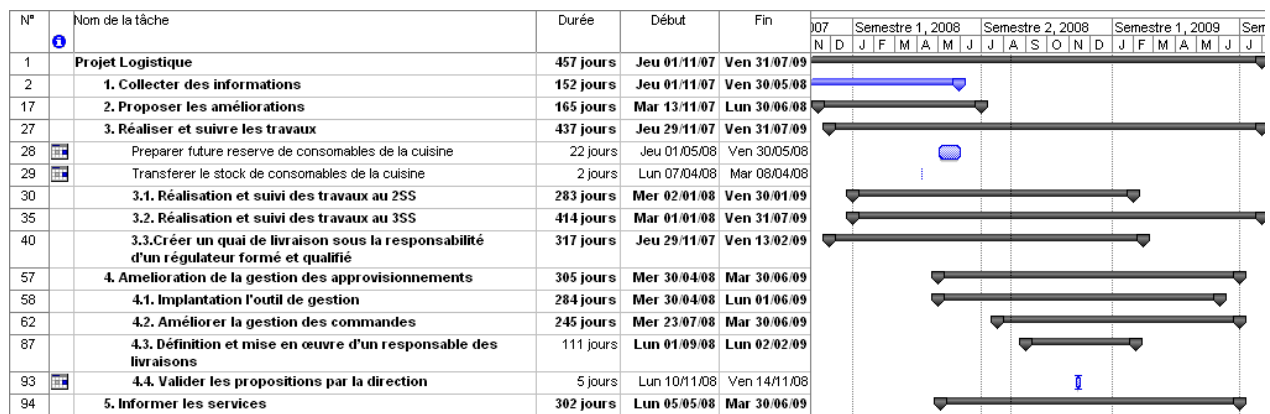 N° Nom de la tâche Durée Début Fin 007 Semestre 1, 2008 Semestre 2, 2008 Semestre 1, 2009 Sem
N D J F M A M J J A S O N D J F M A M J J
1 Projet Logistique 457 jours Jeu 01/11/07 Ven 31/07/09
2 1. Collecter des informations 152 jours Jeu 01/11/07 Ven 30/05/08
17 2. Proposer les améliorations 165 jours Mar 13/11/07 Lun 30/06/08
27 3. Réaliser et suivre les travaux 437 jours Jeu 29/11/07 Ven 31/07/09
28 Preparer future reserve de consomables de la cuisine 22 jours Jeu 01/05/08 Ven 30/05/08
29 Transferer le stock de consomables de la cuisine 2 jours Lun 07/04/08 Mar 08/04/08
30 3.1. Réalisation et suivi des travaux au 2SS 283 jours Mer 02/01/08 Ven 30/01/09
35 3.2. Réalisation et suivi des travaux au 3SS 414 jours Mar 01/01/08 Ven 31/07/09
40 3.3.Créer un quai de livraison sous la responsabilité 317 jours Jeu 29/11/07 Ven 13/02/09
d'un régulateur formé et qualifié
57 4. Amelioration de la gestion des approvisionnements 305 jours Mer 30/04/08 Mar 30/06/09
58 4.1. Implantation l'outil de gestion 284 jours Mer 30/04/08 Lun 01/06/09
62 4.2. Améliorer la gestion des commandes 245 jours Mer 23/07/08 Mar 30/06/09
87 4.3. Définition et mise en œuvre d'un responsable des 111 jours Lun 01/09/08 Lun 02/02/09
livraisons
93 4.4. Valider les propositions par la direction 5 jours Lun 10/11/08 Ven 14/11/08
94 5. Informer les services 302 jours Lun 05/05/08 Mar 30/06/09